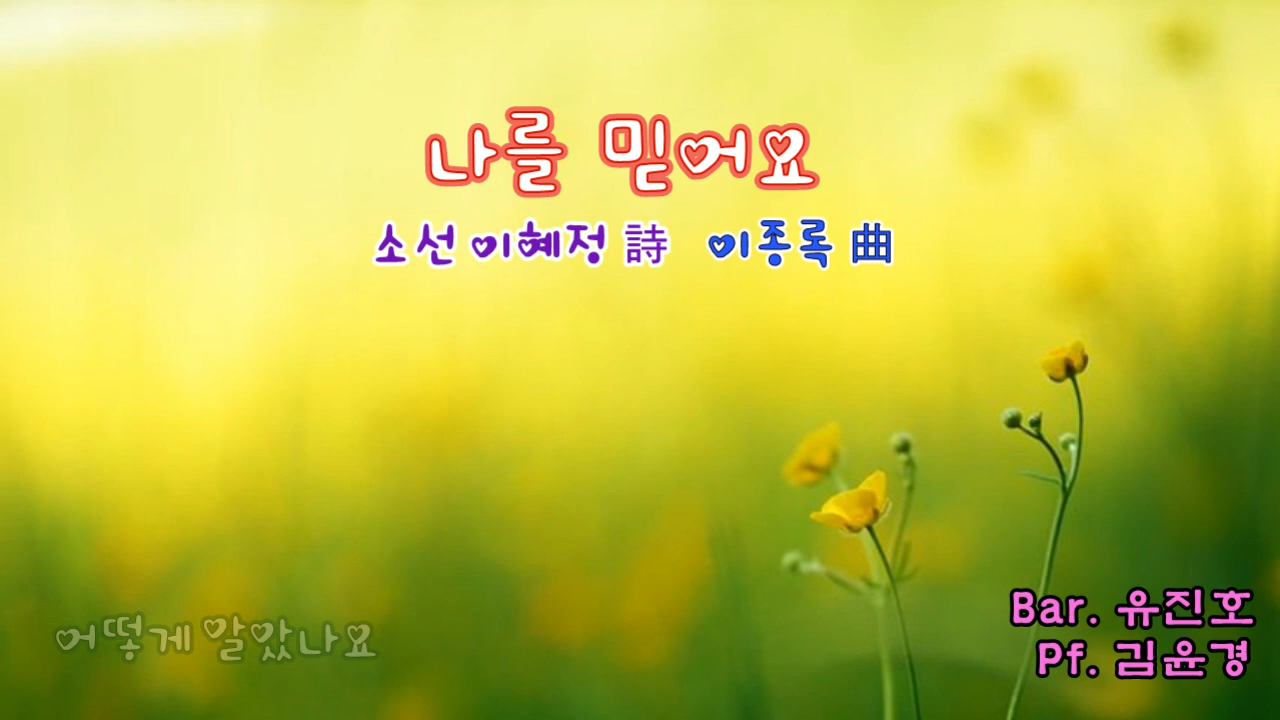 나를 믿어요
소선 이혜정 詩 이종록 曲
어떻게 알았나요
Bar. 유진호
Pf. 김윤경